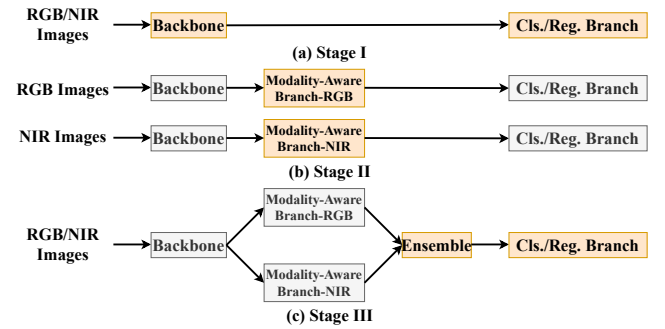 RGB/NIR
Images
Backbone
Cls./Reg. Branch
(a) Stage I
RGB Images
Backbone
Modality-Aware
Branch-RGB
Cls./Reg. Branch
NIR Images
Backbone
Modality-Aware
Branch-NIR
Cls./Reg. Branch
(b) Stage II
RGB/NIR
Images
Backbone
Modality-Aware
Branch-RGB
Modality-Aware
Branch-NIR
Ensemble
Cls./Reg. Branch
(c) Stage III